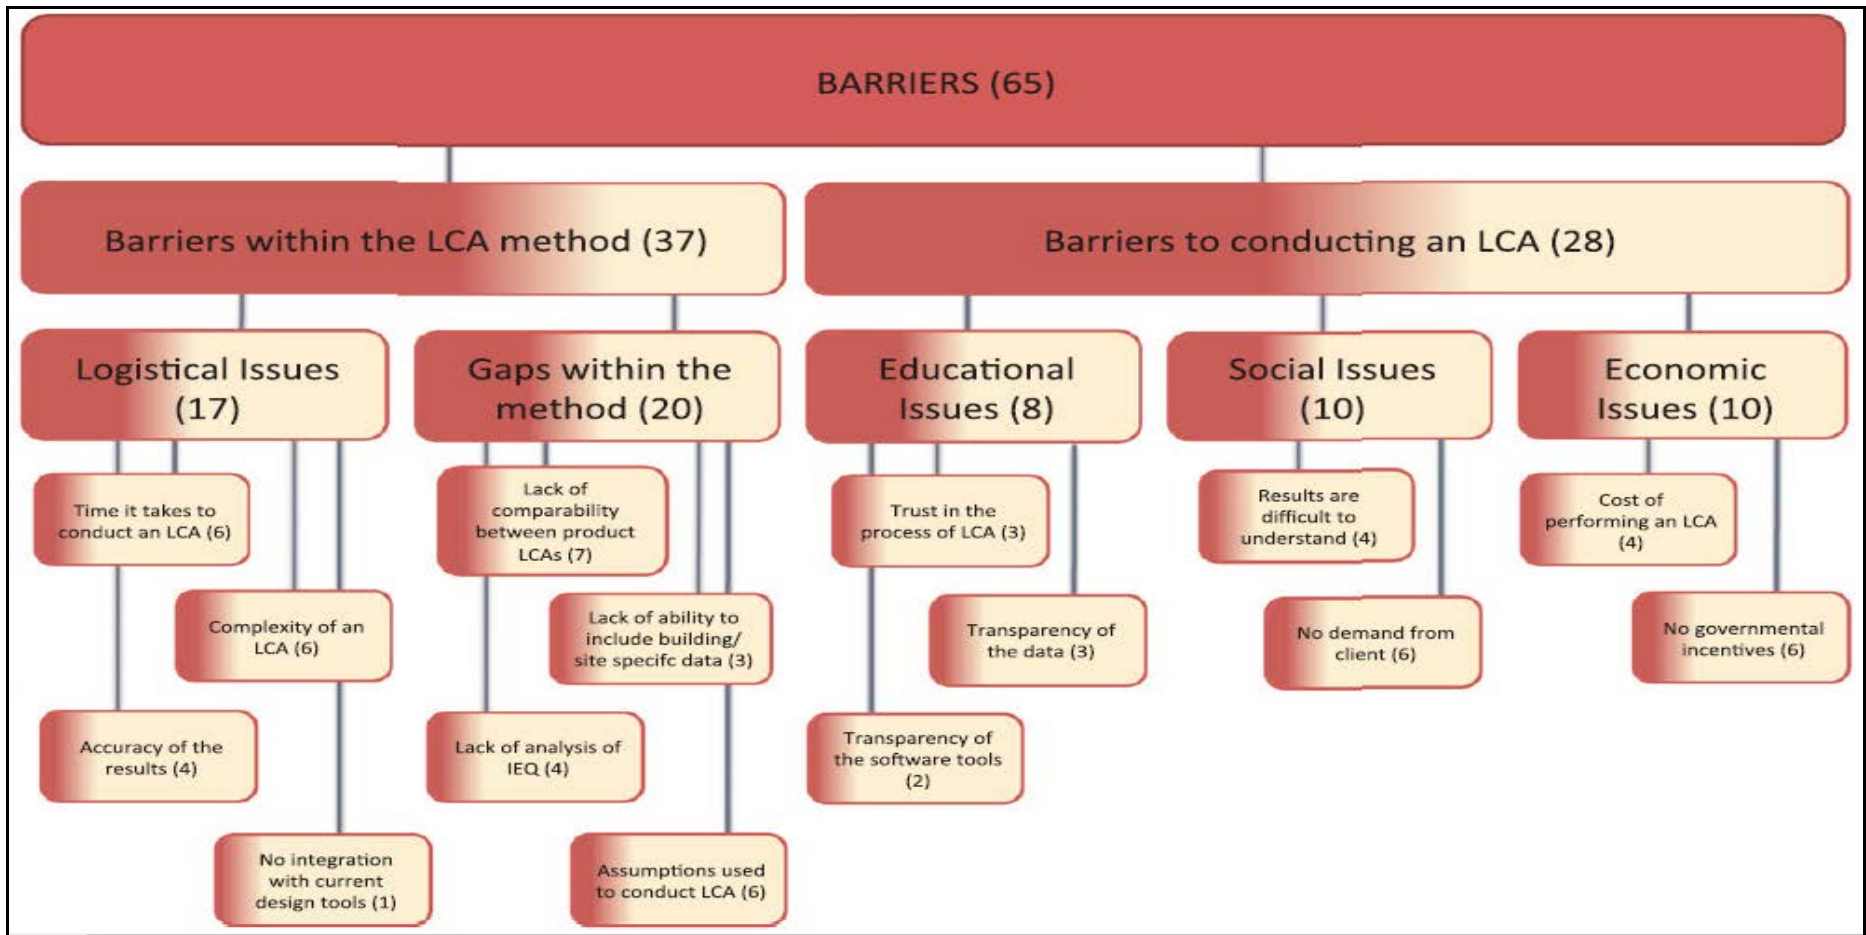 BARRIERS (65)
Barriers within the LCA method (37)
Barriers to conducting an LCA (28)
Logistical Issues
(17)
Gaps within the
method (20)
Educational
Issues (8)
Social Issues
(10)
Economic
Issues (10)
Time it takes to
conduct an LCA (6)
Lack of
comparability
between product
LCAs (7)
Trust in the
process of LCA (3)
Results are
difficult to
understand (4)
Cost of
performing an LCA
(4)
Complexity of an
LCA (6)
Lack of ability to
include building/
site specifc data (3)
Transparency of
the data (3)
No demand from
client (6)
No governmental
incentives (6)
Accuracy of the
results (4)
Lack of analysis of
IEQ (4)
Transparency of
the software tools
(2)
No integration
with current
design tools (1)
Assumptions used
to conduct LCA (6)